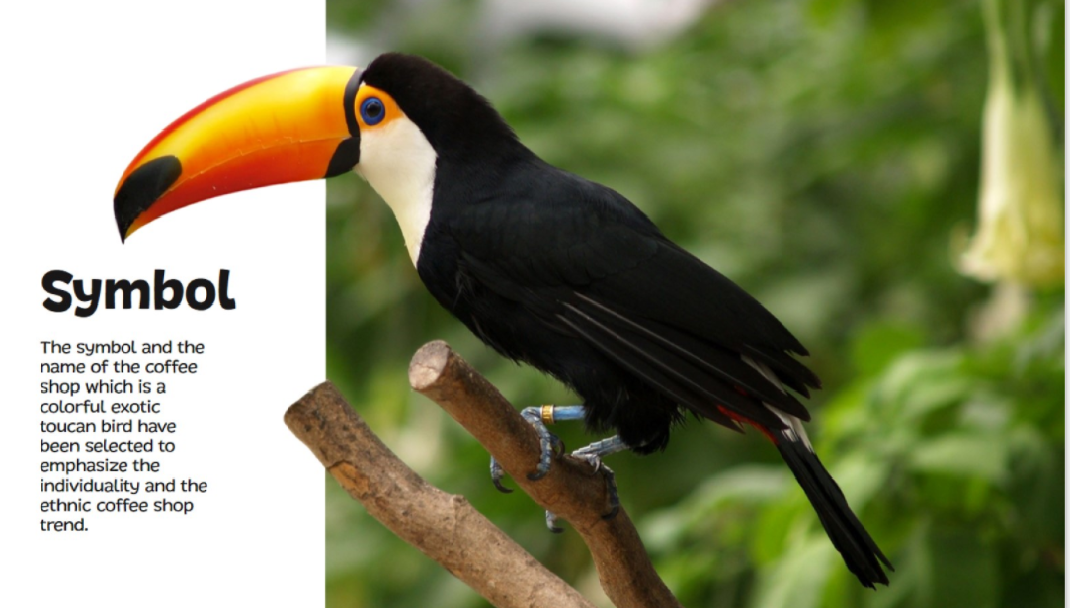 Symbol
The symbol and the
name of the coffee
shop which is a
colorful exotic
toucan bird have
been selected to
emphasize the
individuality and the
ethnic coffee shop
trend.